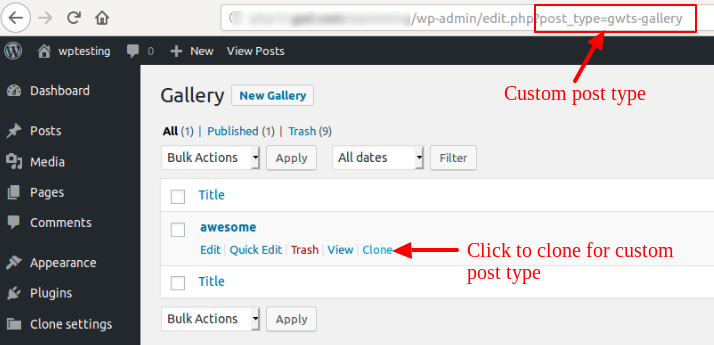 /wp-admin/edit.php?post_type=gwts-gallery
wptesting 0 New View Posts
Custom post type
Dashboard
Posts
Media
Pages
Comments
Appearance
Plugins
Clone settings
Gallery New Gallery
All (1) | Published (1) | Trash (9)
Bulk Actions Apply All dates Filter
Title
awesome
Edit | Quick Edit | Trash | View | Clone
Click to clone for custom
post type
Title
Bulk Actions Apply